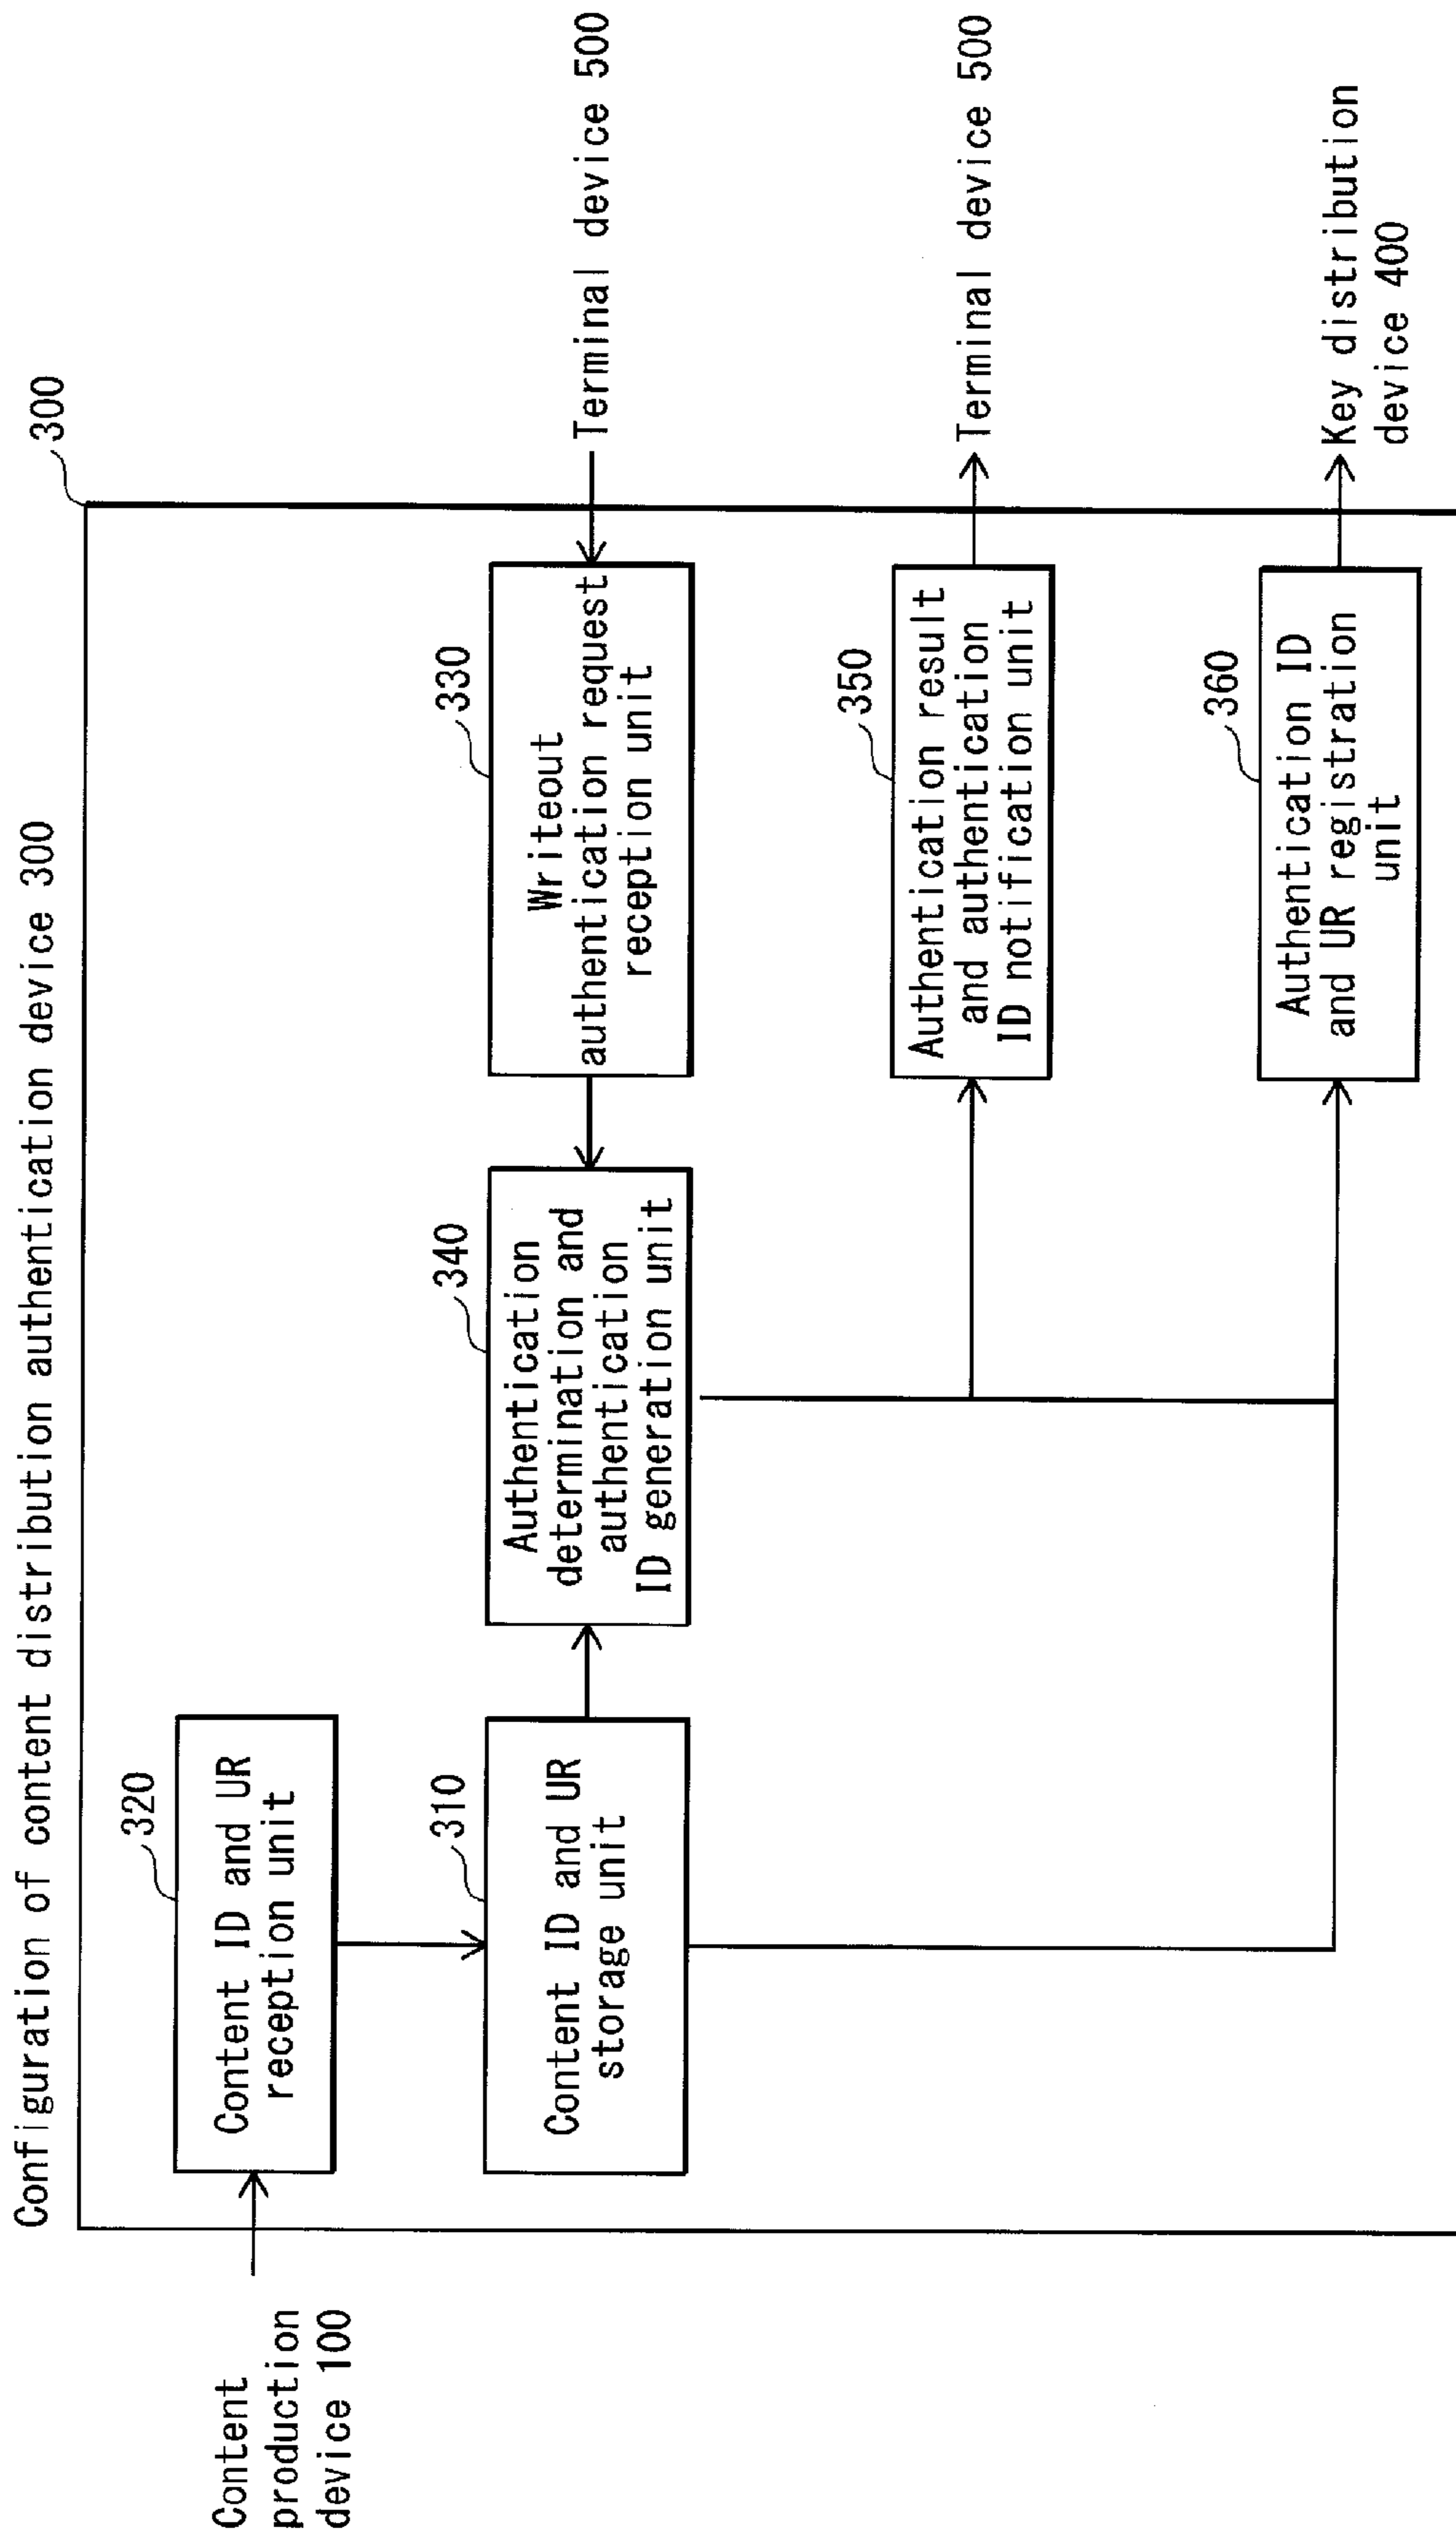 Configuration of content distribution authentication device 300
300
Content
production
device 100
320
Content ID and UR
reception unit
310
Content ID and UR
storage unit
340
Authentication
determination and
authentication
ID generation unit
330
Writeout
authentication request
reception unit
Terminal device 500
350
Authentication result
and authentication
ID notification unit
Terminal device 500
360
Authentication ID
and UR registration
unit
Key distribution
device 400